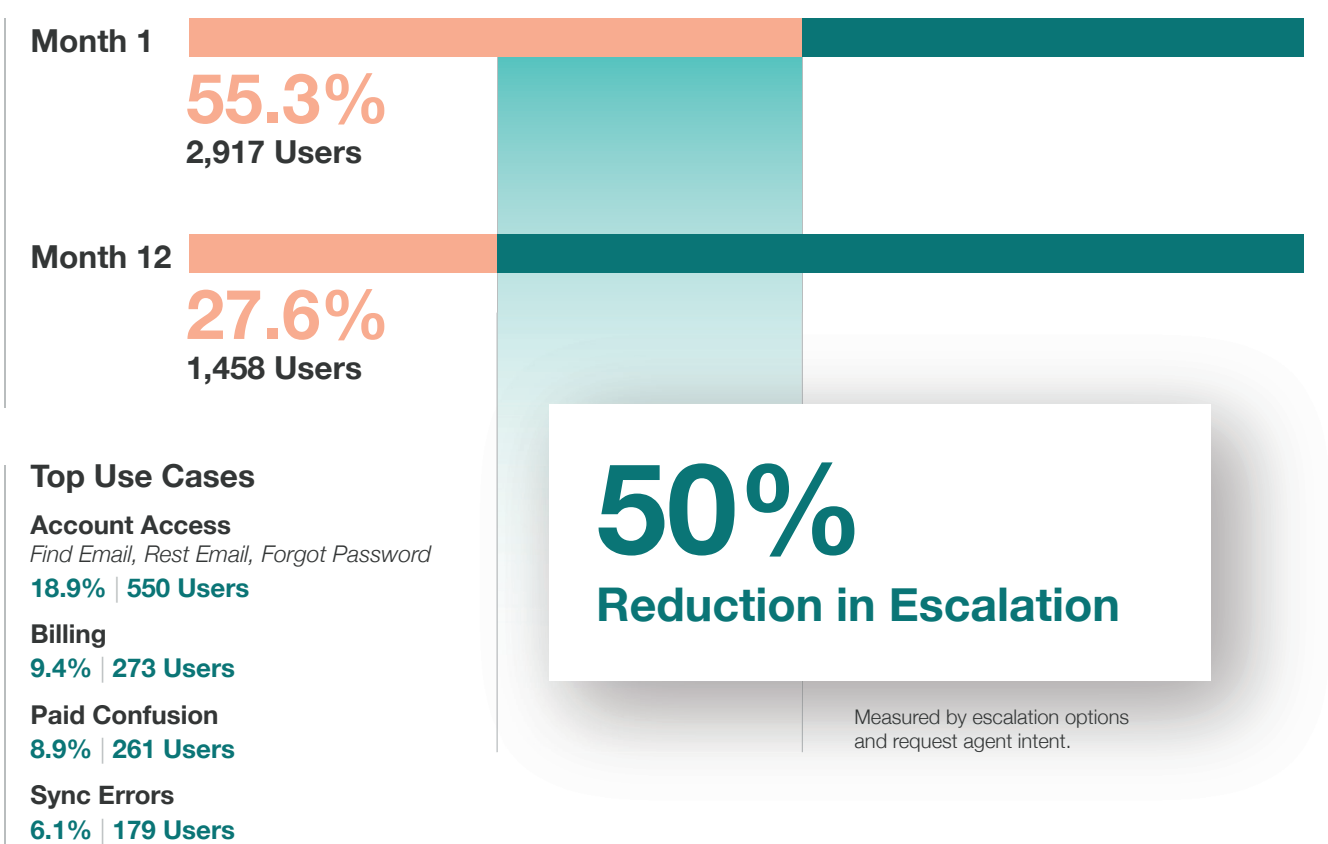 Month 1
55.3%
2,917 Users
Month 12
27.6%
1,458 Users
Top Use Cases
Account Access
Find Email, Rest Email, Forgot Password
18.9% | 550 Users
Billing
9.4% | 273 Users
Paid Confusion
8.9% | 261 Users
Sync Errors
6.1% | 179 Users
50%
Reduction in Escalation
Measured by escalation options
and request agent intent.